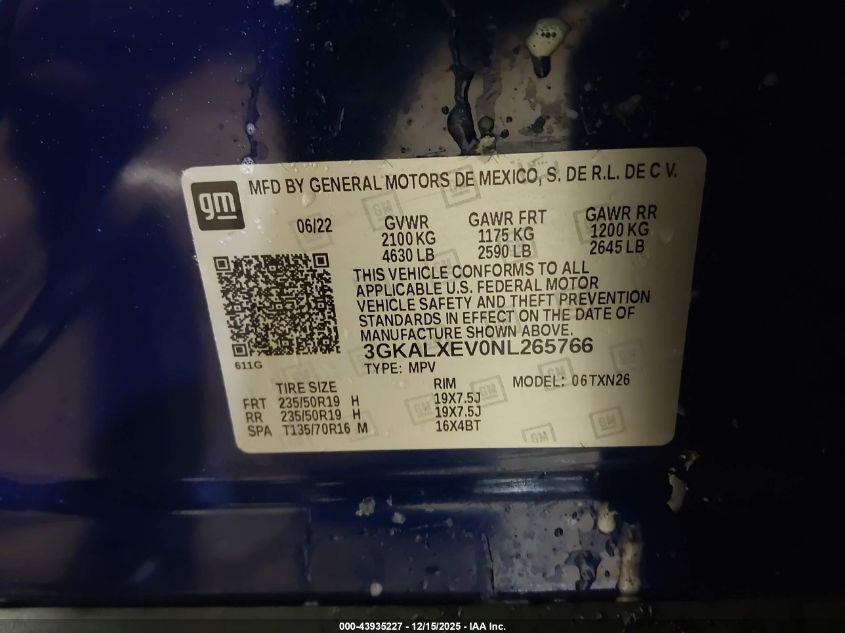 gm
MFD BY GENERAL MOTORS DE MEXICO, S. DE R.L. DE C V.
06/22
GVWR GAWR FRT GAWR RR
2100 KG 1175 KG 1200 KG
4630 LB 2590 LB 2645 LB
THIS VEHICLE CONFORMS TO ALL
APPLICABLE U.S. FEDERAL MOTOR
VEHICLE SAFETY AND THEFT PREVENTION
STANDARDS IN EFFECT ON THE DATE OF
MANUFACTURE SHOWN ABOVE.
611G
3GKALXEV0NL265766
TYPE: MPV
TIRE SIZE RIM MODEL: 06TXN26
FRT 235/50R19 H 19X7.5J
RR 235/50R19 H 19X7.5J
SPA T135/70R16 M 16X4BT
000-43935227 - 12/15/2025 - IAA Inc.